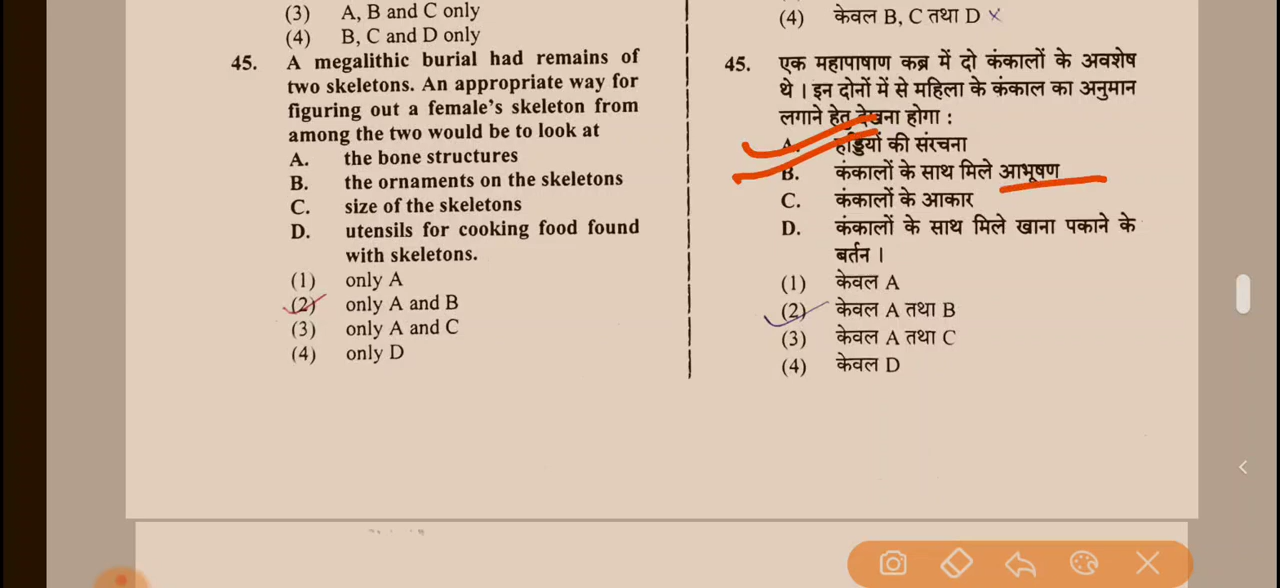 (3) A, B and C only
(4) B, C and D only
45. A megalithic burial had remains of
two skeletons. An appropriate way for
figuring out a female's skeleton from
among the two would be to look at
A. the bone structures
B. the ornaments on the skeletons
C. size of the skeletons
D. utensils for cooking food found
with skeletons.
(1) only A
(2) only A and B
(3) only A and C
(4) only D
(4) केवल B, C तथा D
45. एक महापाषाण कब्र में दो कंकालों के अवशेष
थे । इन दोनों में से महिला के कंकाल का अनुमान
लगाने हेतु देखना होगा :
A. हड्डियों की संरचना
B. कंकालों के साथ मिले आभूषण
C. कंकालों के आकार
D. कंकालों के साथ मिले खाना पकाने के
बर्तन ।
(1) केवल A
(2) केवल A तथा B
(3) केवल A तथा C
(4) केवल D